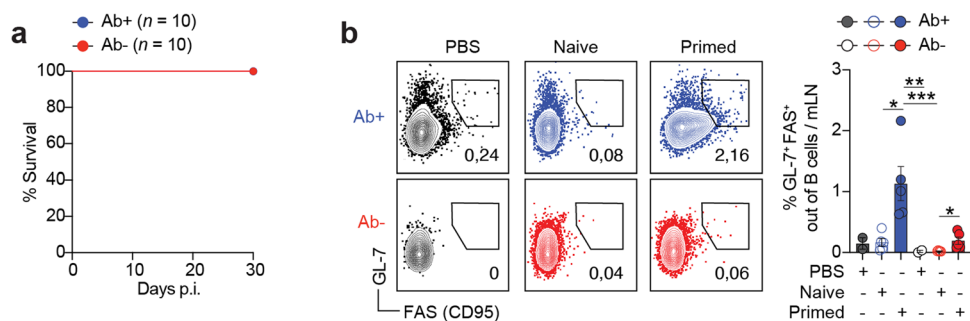 a
Ab+ (n = 10)
Ab- (n = 10)
% Survival
100
80
60
40
20
0
0
10
20
30
Days p.i.
b
PBS
Naive
Primed
Ab+
0,24
0,08
2,16
Ab-
0
0,04
0,06
GL-7
FAS (CD95)
Ab+
Ab-
% GL-7+ FAS+
out of B cells / mLN
3
2
1
0
*
**
***
*
PBS + - - + - -
Naive - + - - + -
Primed - - + - - +